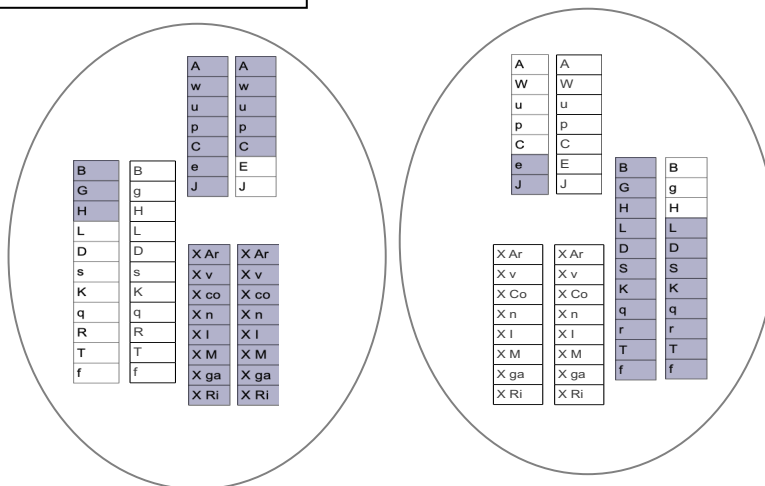 A A
w w
u u
p p
C C
e E
J J
B B
G g
H H
L L
D D
s s
K K
q q
R R
T T
f f
X Ar X Ar
X v X v
X co X co
X n X n
X I X I
X M X M
X ga X ga
X Ri X Ri
A A
W W
u u
p p
C C
e E
J J
B B
G g
H H
L L
D D
S S
K K
q q
r r
T T
f f
X Ar X Ar
X v X v
X Co X Co
X n X n
X I X I
X M X M
X ga X ga
X Ri X Ri